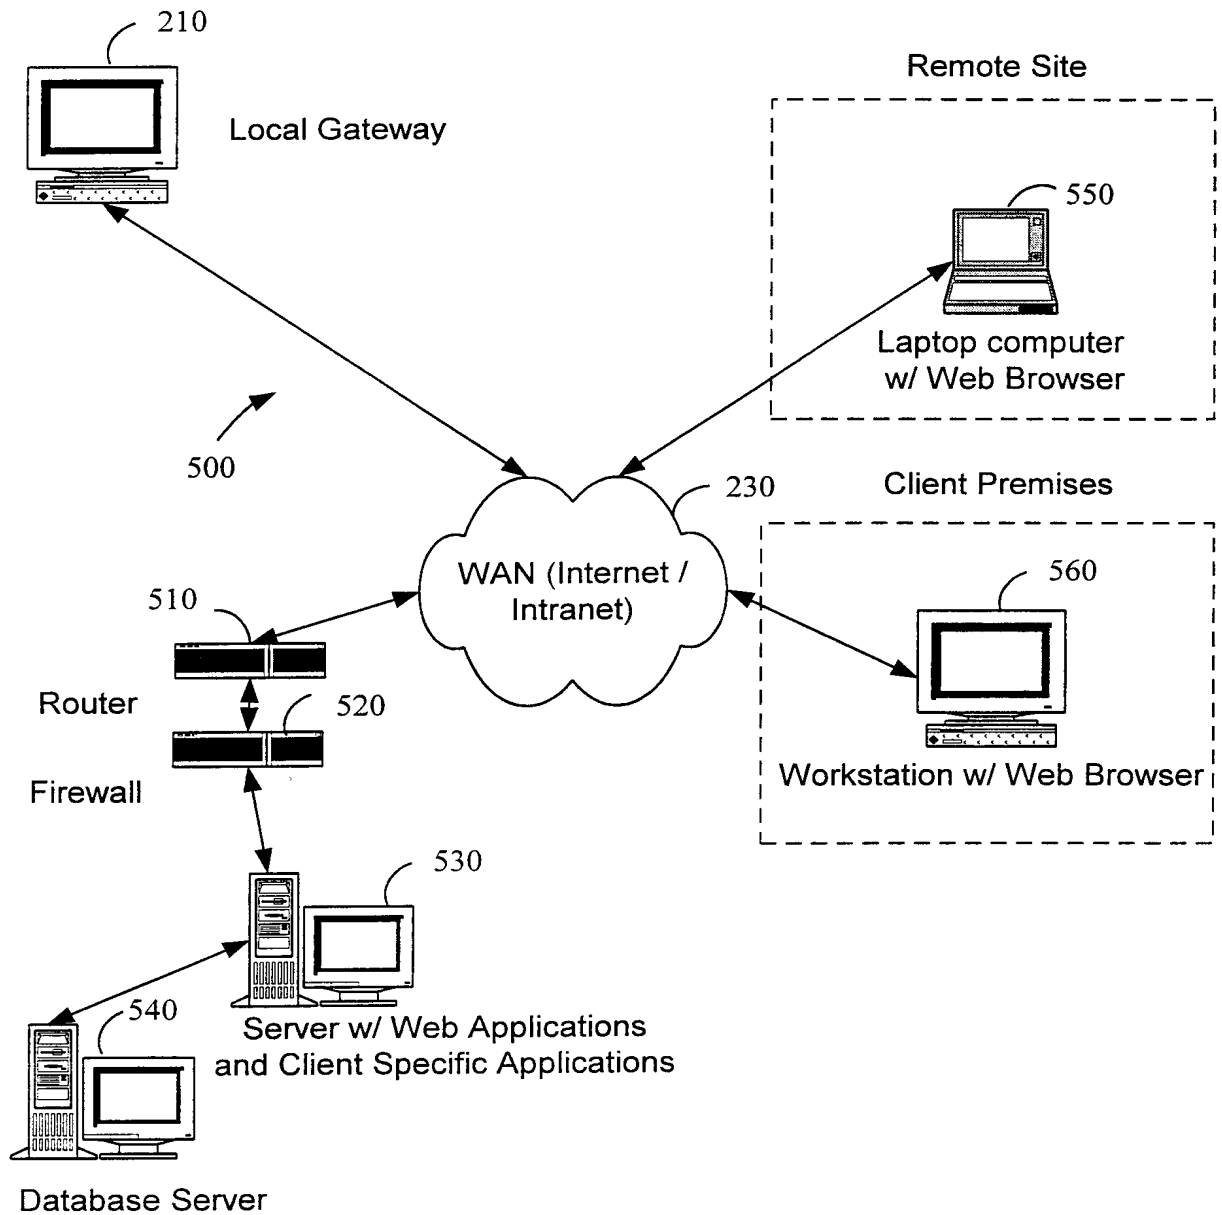 210
Local Gateway
Remote Site
550
Laptop computer
w/ Web Browser
500
230
Client Premises
WAN (Internet /
Intranet)
560
Workstation w/ Web Browser
510
Router
520
Firewall
530
Server w/ Web Applications
and Client Specific Applications
540
Database Server